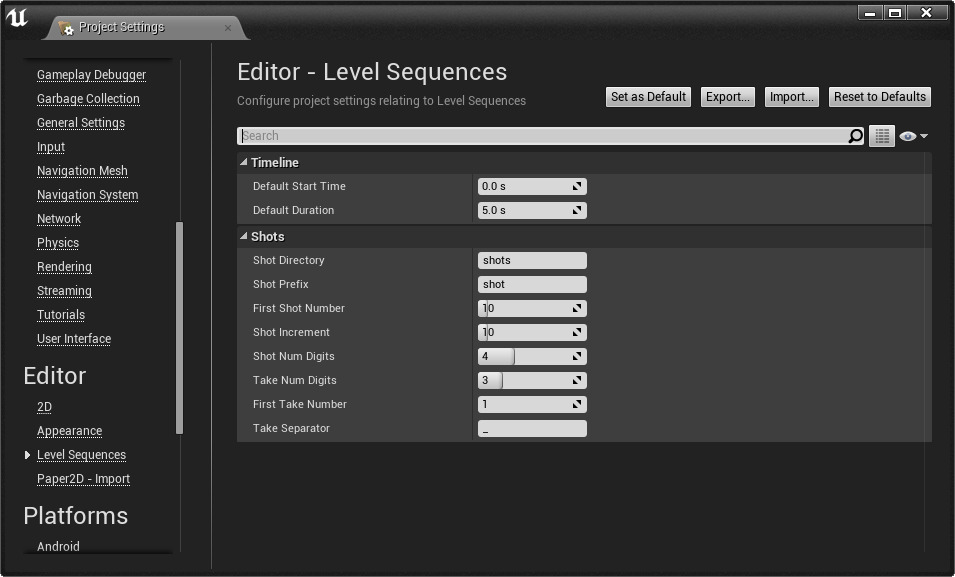 Project Settings
Gameplay Debugger
Garbage Collection
General Settings
Input
Navigation Mesh
Navigation System
Network
Physics
Rendering
Streaming
Tutorials
User Interface
Editor
2D
Appearance
Level Sequences
Paper2D - Import
Platforms
Android
Editor - Level Sequences
Configure project settings relating to Level Sequences
Set as Default Export... Import... Reset to Defaults
Search
Timeline
Default Start Time 0.0 s
Default Duration 5.0 s
Shots
Shot Directory shots
Shot Prefix shot
First Shot Number 10
Shot Increment 10
Shot Num Digits 4
Take Num Digits 3
First Take Number 1
Take Separator _